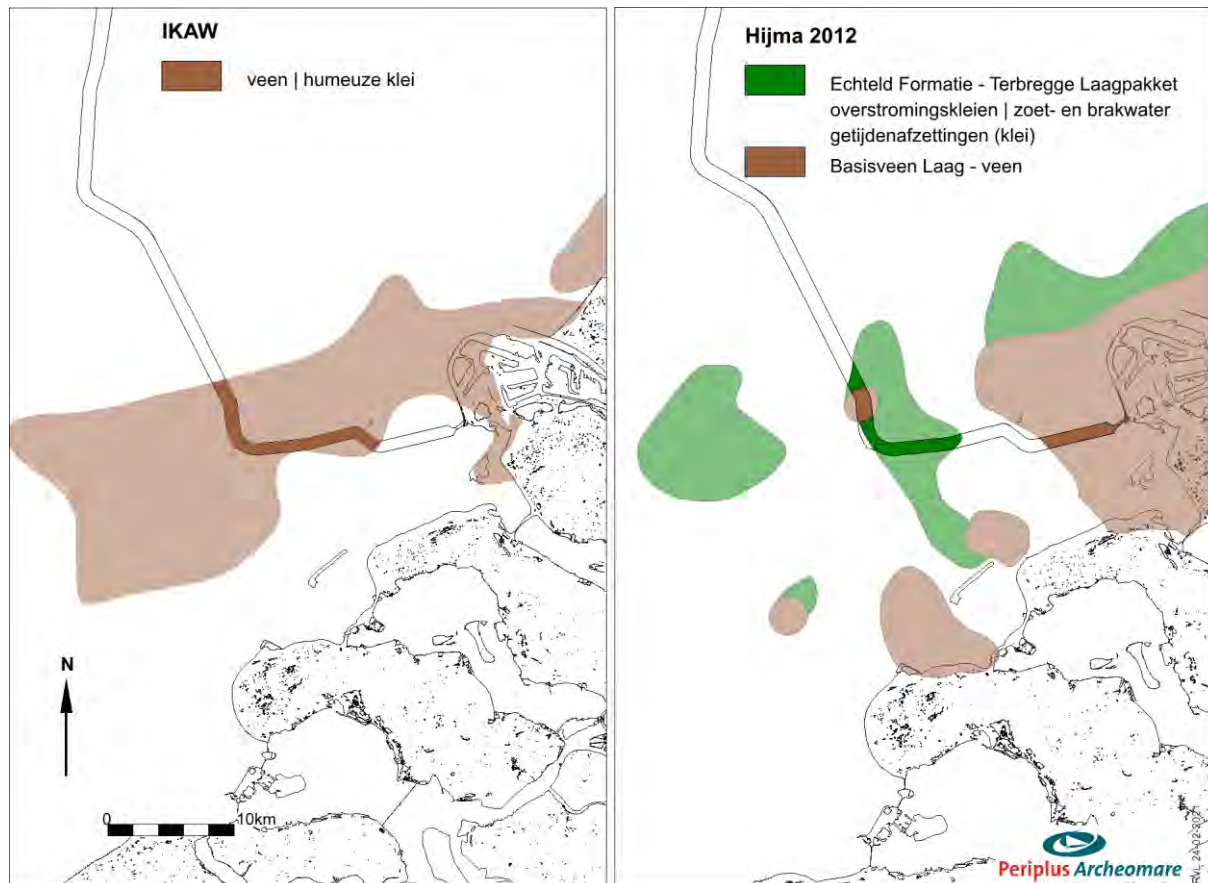 IKAW
veen | humeuze klei
N
0
10km
Hijma 2012
Echteld Formatie - Terbregge Laagpakket
overstromingskleien | zoet- en brakwater
getijdenafzettingen (klei)
Basisveen Laag - veen
Periplus Archeomare